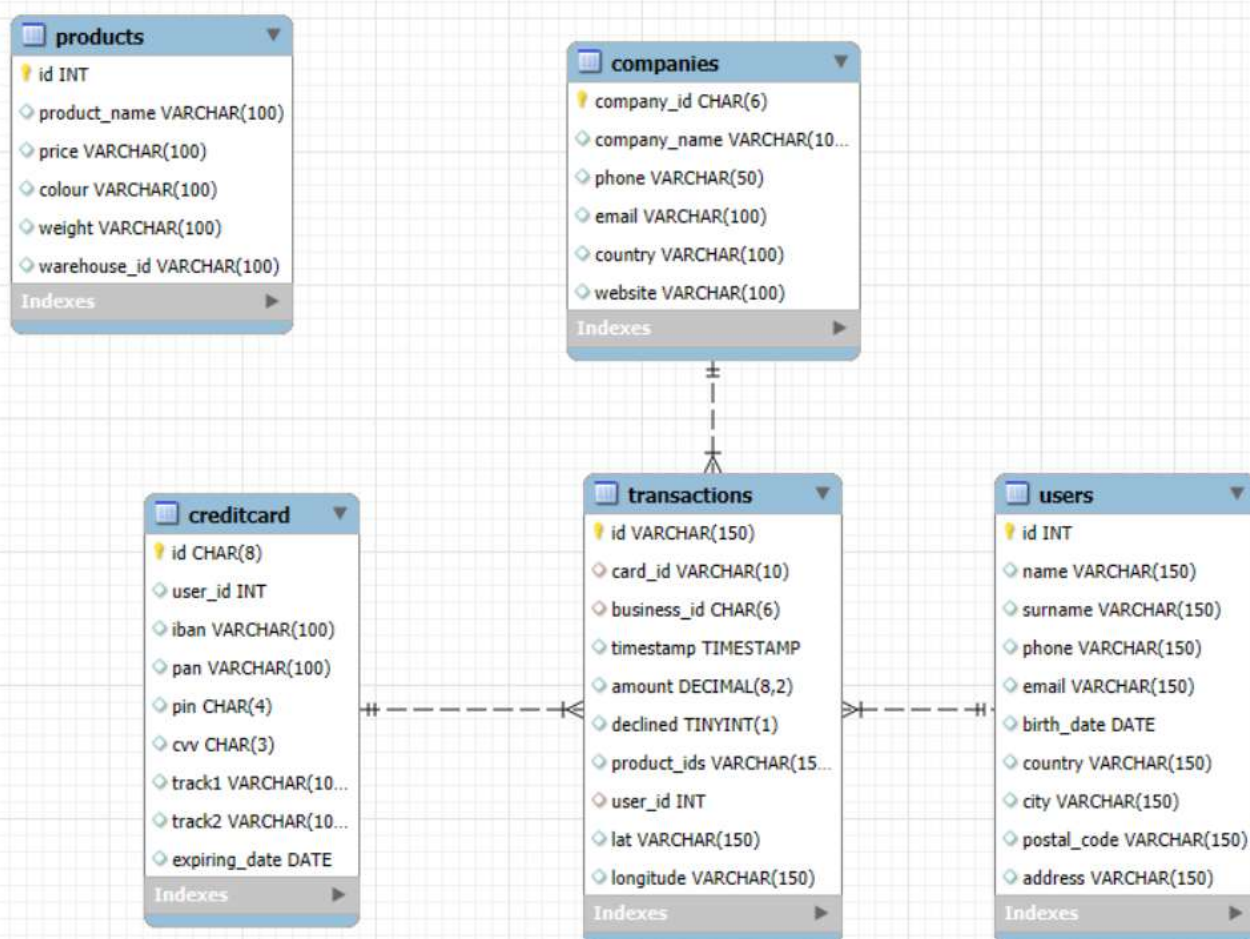 products
id INT
product_name VARCHAR(100)
price VARCHAR(100)
colour VARCHAR(100)
weight VARCHAR(100)
warehouse_id VARCHAR(100)
Indexes
companies
company_id CHAR(6)
company_name VARCHAR(10...
phone VARCHAR(50)
email VARCHAR(100)
country VARCHAR(100)
website VARCHAR(100)
Indexes
creditcard
id CHAR(8)
user_id INT
iban VARCHAR(100)
pan VARCHAR(100)
pin CHAR(4)
cvv CHAR(3)
track1 VARCHAR(10...
track2 VARCHAR(10...
expiring_date DATE
Indexes
transactions
id VARCHAR(150)
card_id VARCHAR(10)
business_id CHAR(6)
timestamp TIMESTAMP
amount DECIMAL(8,2)
declined TINYINT(1)
product_ids VARCHAR(15...
user_id INT
lat VARCHAR(150)
longitude VARCHAR(150)
Indexes
users
id INT
name VARCHAR(150)
surname VARCHAR(150)
phone VARCHAR(150)
email VARCHAR(150)
birth_date DATE
country VARCHAR(150)
city VARCHAR(150)
postal_code VARCHAR(150)
address VARCHAR(150)
Indexes